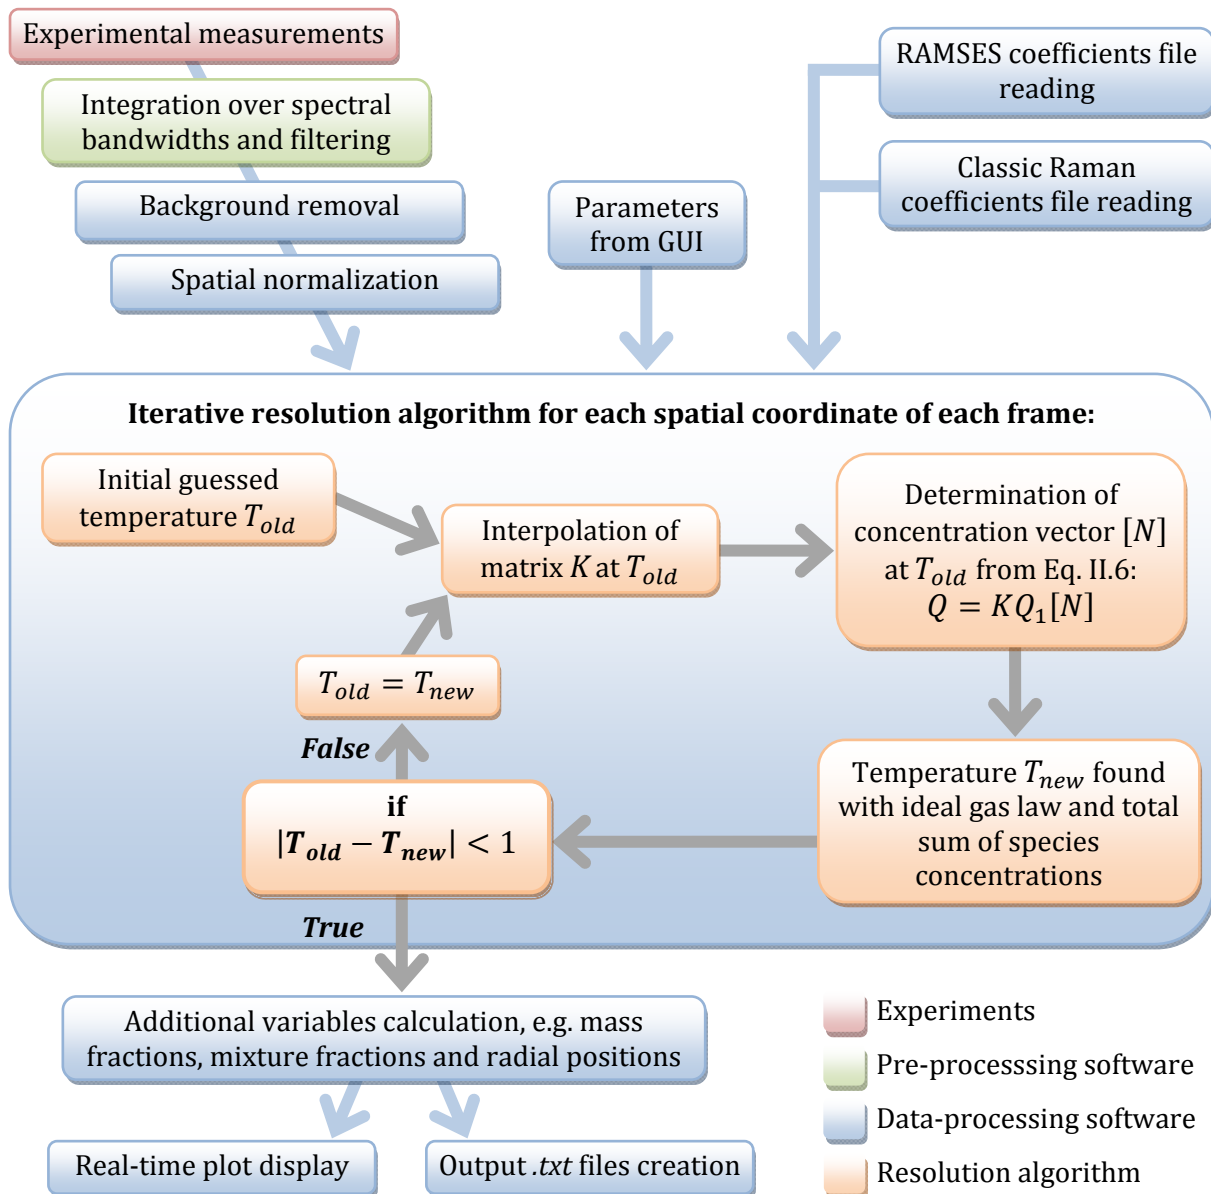 Experimental measurements
Integration over spectral
bandwidths and filtering
Background removal
Spatial normalization
Parameters
from GUI
RAMSES coefficients file
reading
Classic Raman
coefficients file reading
Iterative resolution algorithm for each spatial coordinate of each frame:
Initial guessed
temperature T_old
Interpolation of
matrix K at T_old
Determination of
concentration vector [N]
at T_old from Eq. II.6:
Q = KQ_1[N]
T_old = T_new
False
if
|T_old − T_new| < 1
True
Temperature T_new found
with ideal gas law and total
sum of species
concentrations
Additional variables calculation, e.g. mass
fractions, mixture fractions and radial positions
Real-time plot display
Output .txt files creation
Experiments
Pre-processsing software
Data-processing software
Resolution algorithm